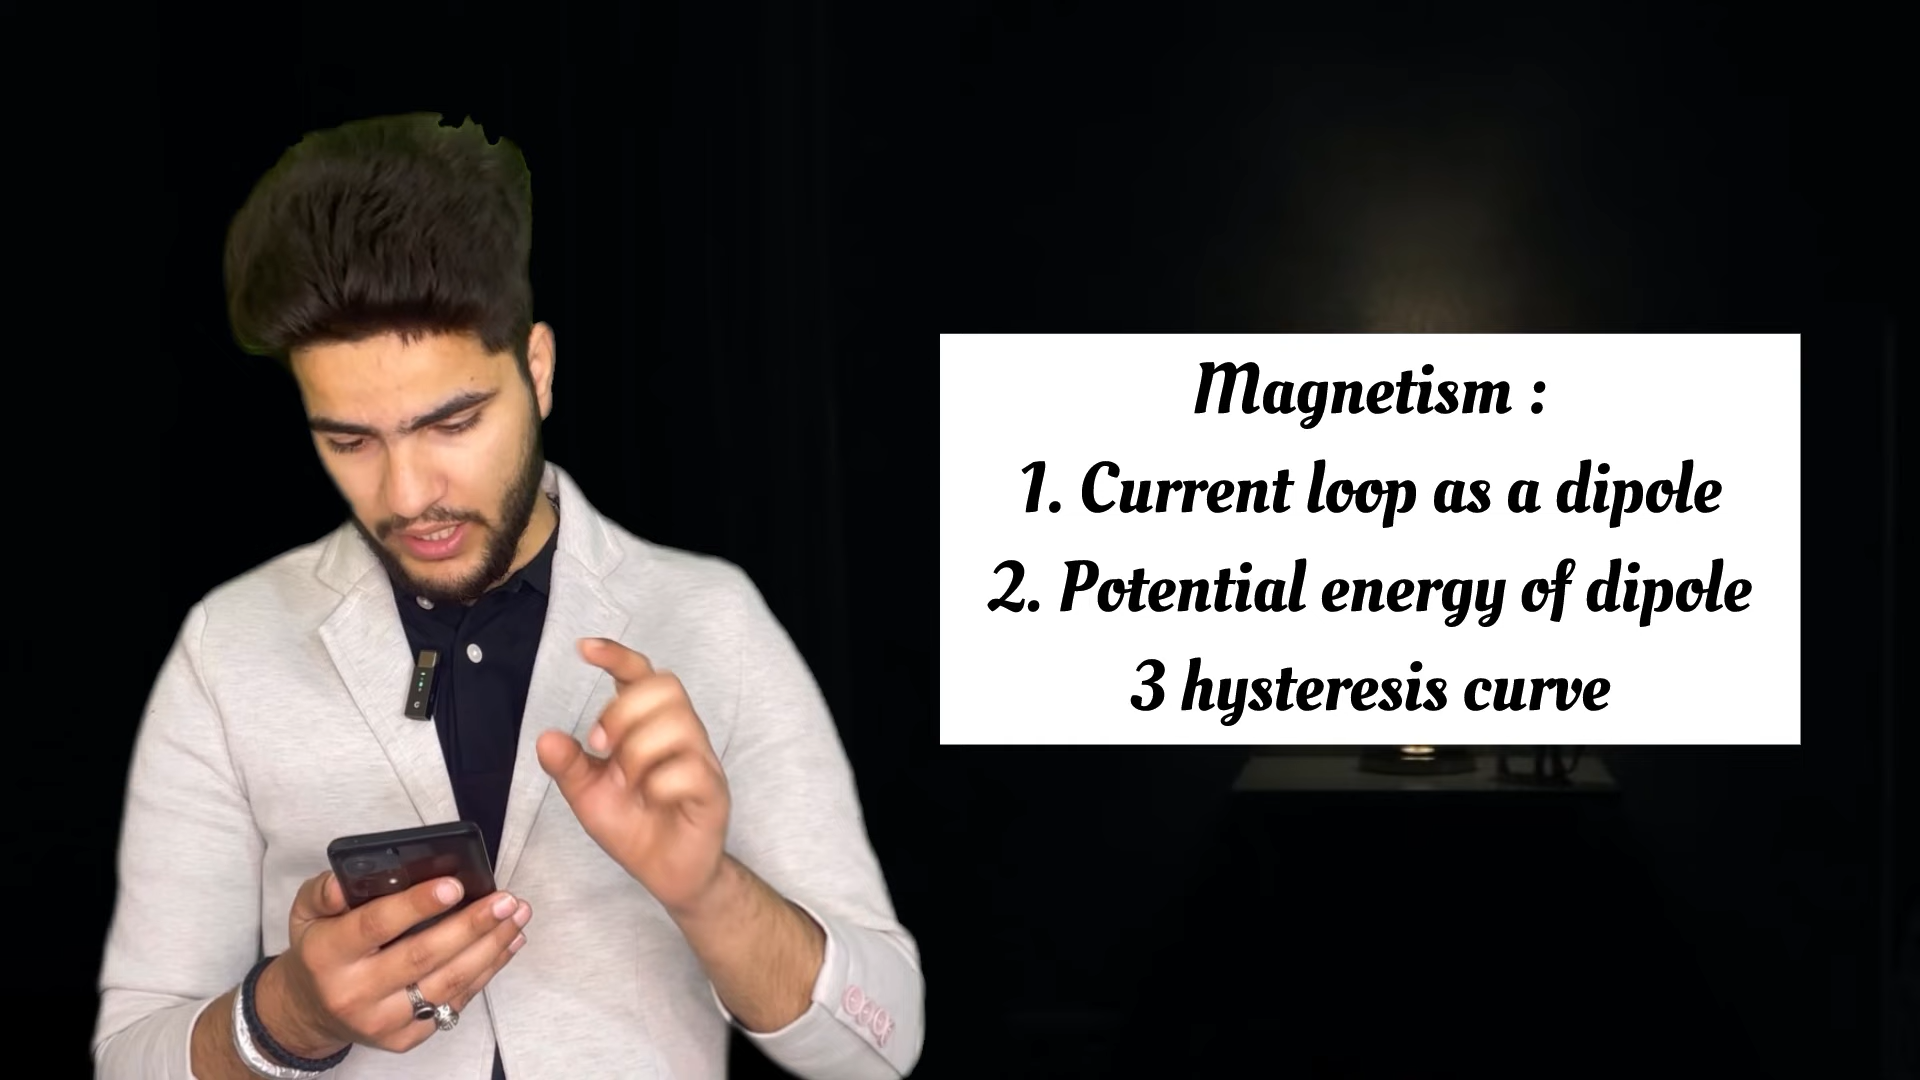 Magnetism :
1. Current loop as a dipole
2. Potential energy of dipole
3 hysteresis curve